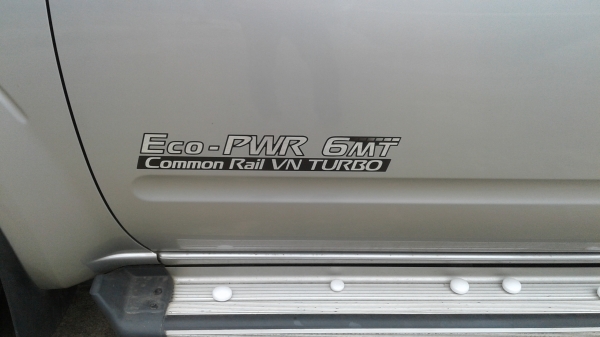 Eco-PWR 6MT
Common Rail VN TURBO